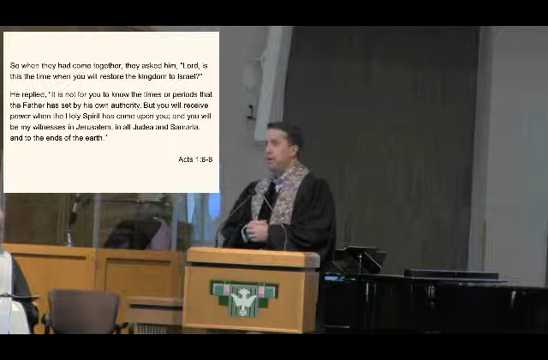 So when they had come together, they asked him, "Lord, is
this the time when you will restore the kingdom to Israel?"
He replied, "It is not for you to know the times or periods that
the Father has set by his own authority. But you will receive
power when the Holy Spirit has come upon you; and you will
be my witnesses in Jerusalem, in all Judea and Samaria,
and to the ends of the earth."
Acts 1:6-8